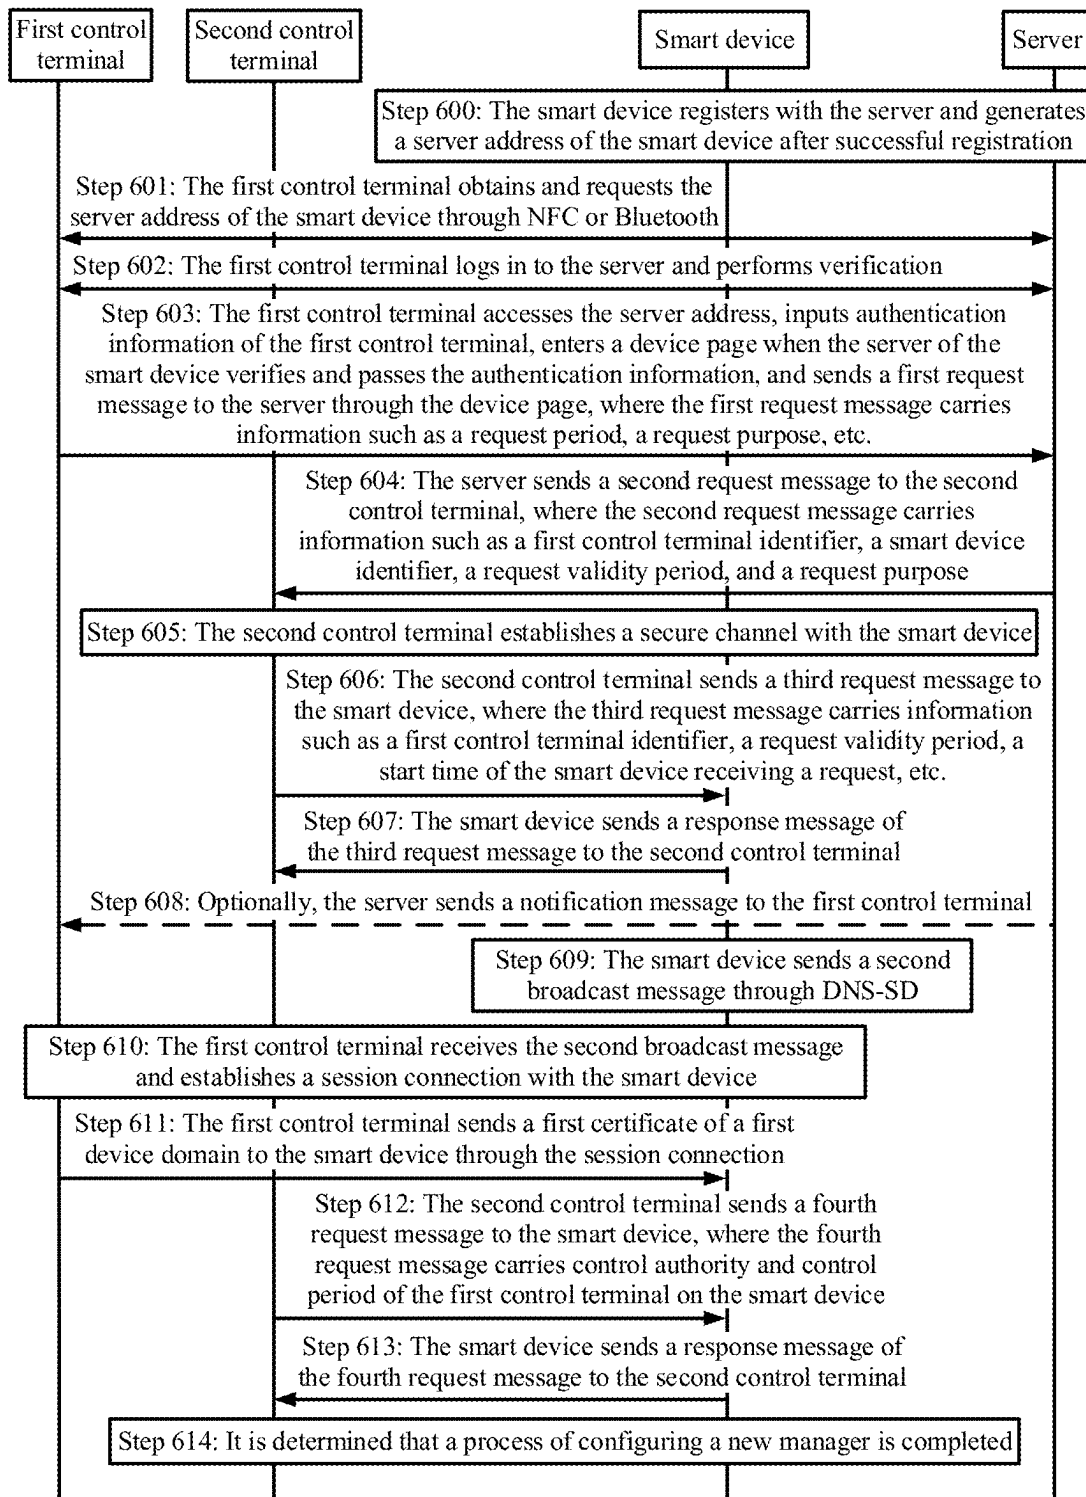 First control
terminal
Second control
terminal
Smart device
Server
Step 600: The smart device registers with the server and generates
a server address of the smart device after successful registration
Step 601: The first control terminal obtains and requests the
server address of the smart device through NFC or Bluetooth
Step 602: The first control terminal logs in to the server and performs verification
Step 603: The first control terminal accesses the server address, inputs authentication
information of the first control terminal, enters a device page when the server of the
smart device verifies and passes the authentication information, and sends a first request
message to the server through the device page, where the first request message carries
information such as a request period, a request purpose, etc.
Step 604: The server sends a second request message to the second
control terminal, where the second request message carries
information such as a first control terminal identifier, a smart device
identifier, a request validity period, and a request purpose
Step 605: The second control terminal establishes a secure channel with the smart device
Step 606: The second control terminal sends a third request message to
the smart device, where the third request message carries information
such as a first control terminal identifier, a request validity period, a
start time of the smart device receiving a request, etc.
Step 607: The smart device sends a response message of
the third request message to the second control terminal
Step 608: Optionally, the server sends a notification message to the first control terminal
Step 609: The smart device sends a second
broadcast message through DNS-SD
Step 610: The first control terminal receives the second broadcast message
and establishes a session connection with the smart device
Step 611: The first control terminal sends a first certificate of a first
device domain to the smart device through the session connection
Step 612: The second control terminal sends a fourth
request message to the smart device, where the fourth
request message carries control authority and control
period of the first control terminal on the smart device
Step 613: The smart device sends a response message of
the fourth request message to the second control terminal
Step 614: It is determined that a process of configuring a new manager is completed